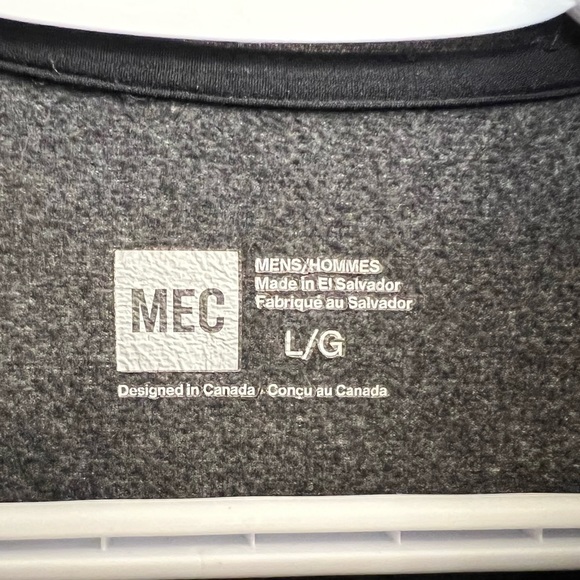 MEC
MENS/HOMMES
Made in El Salvador
Fabriqué au Salvador
L/G
Designed in Canada / Conçu au Canada